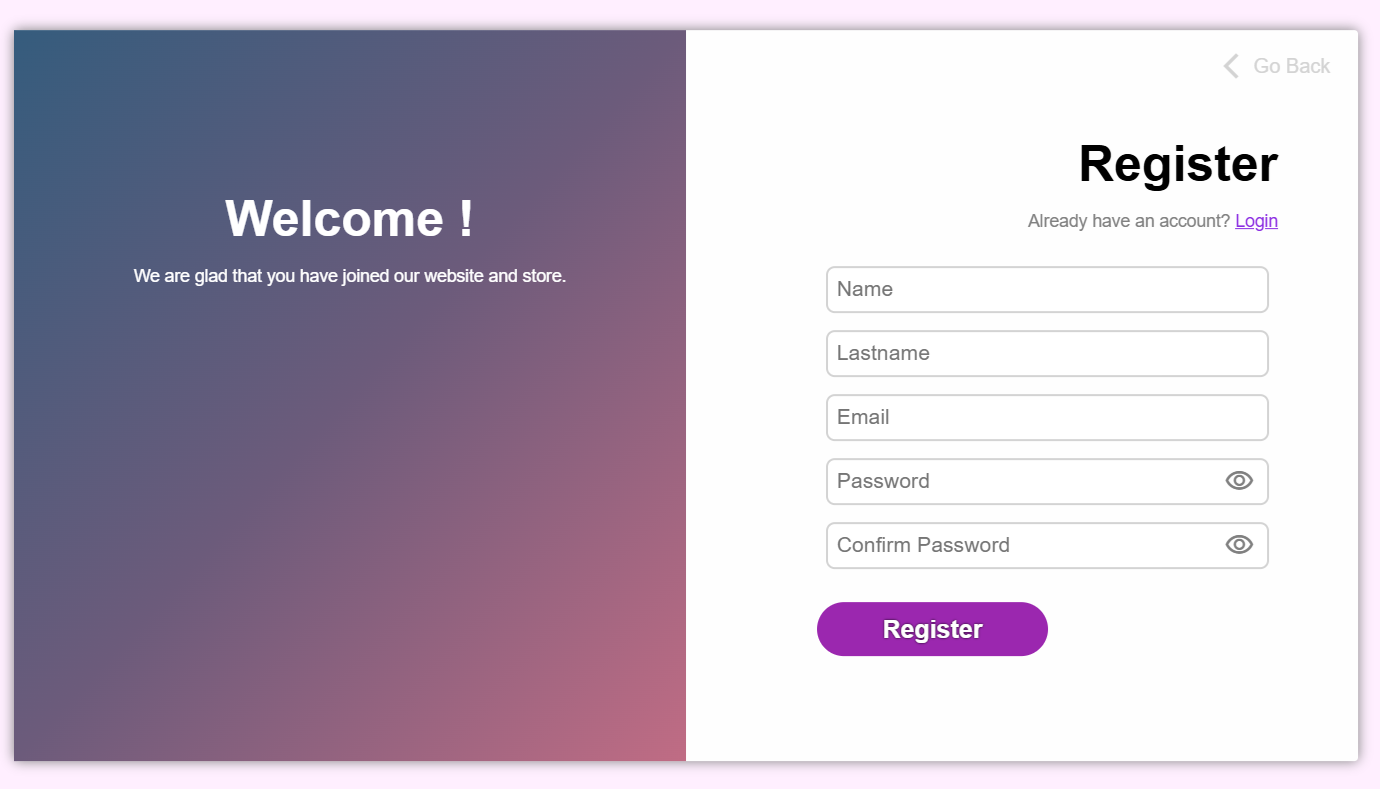 Welcome !
We are glad that you have joined our website and store.
Go Back
Register
Already have an account? Login
Name
Lastname
Email
Password
Confirm Password
Register